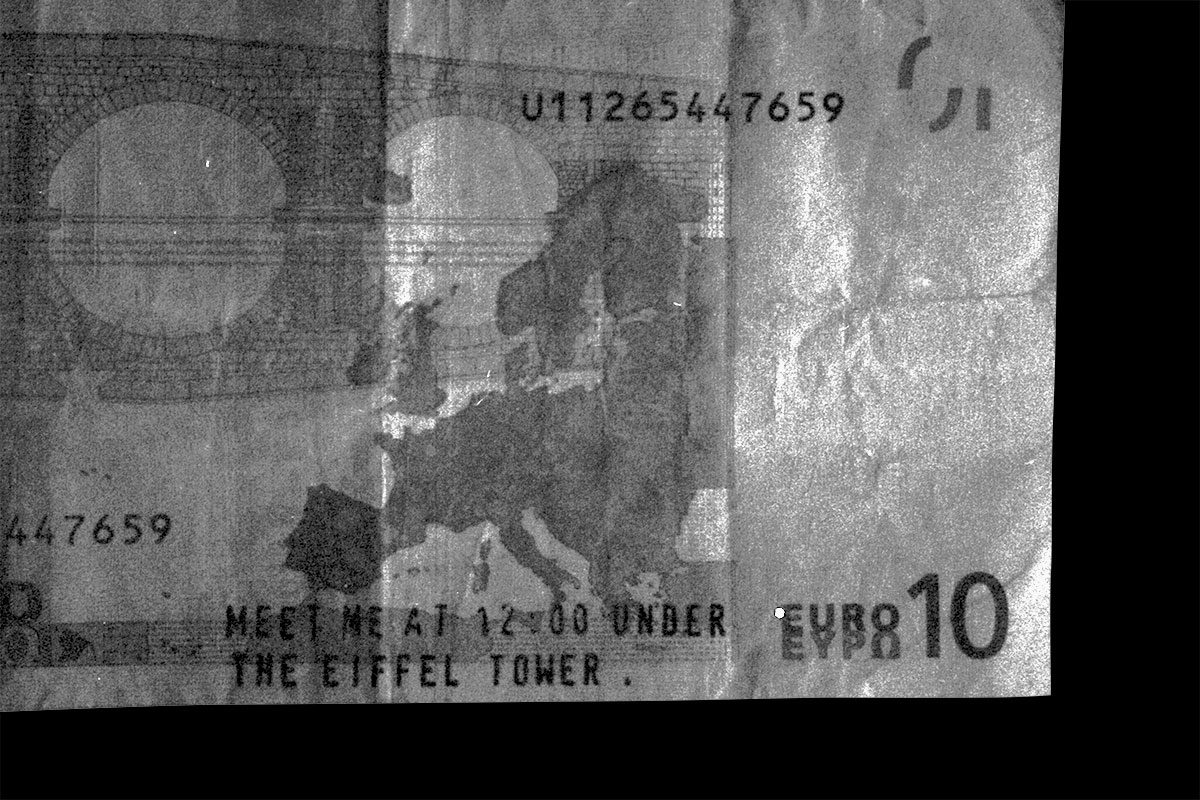 U11265447659
447659
MEET ME AT 12:00 UNDER
THE EIFFEL TOWER .
EURO 10
ΕΥΡΩ